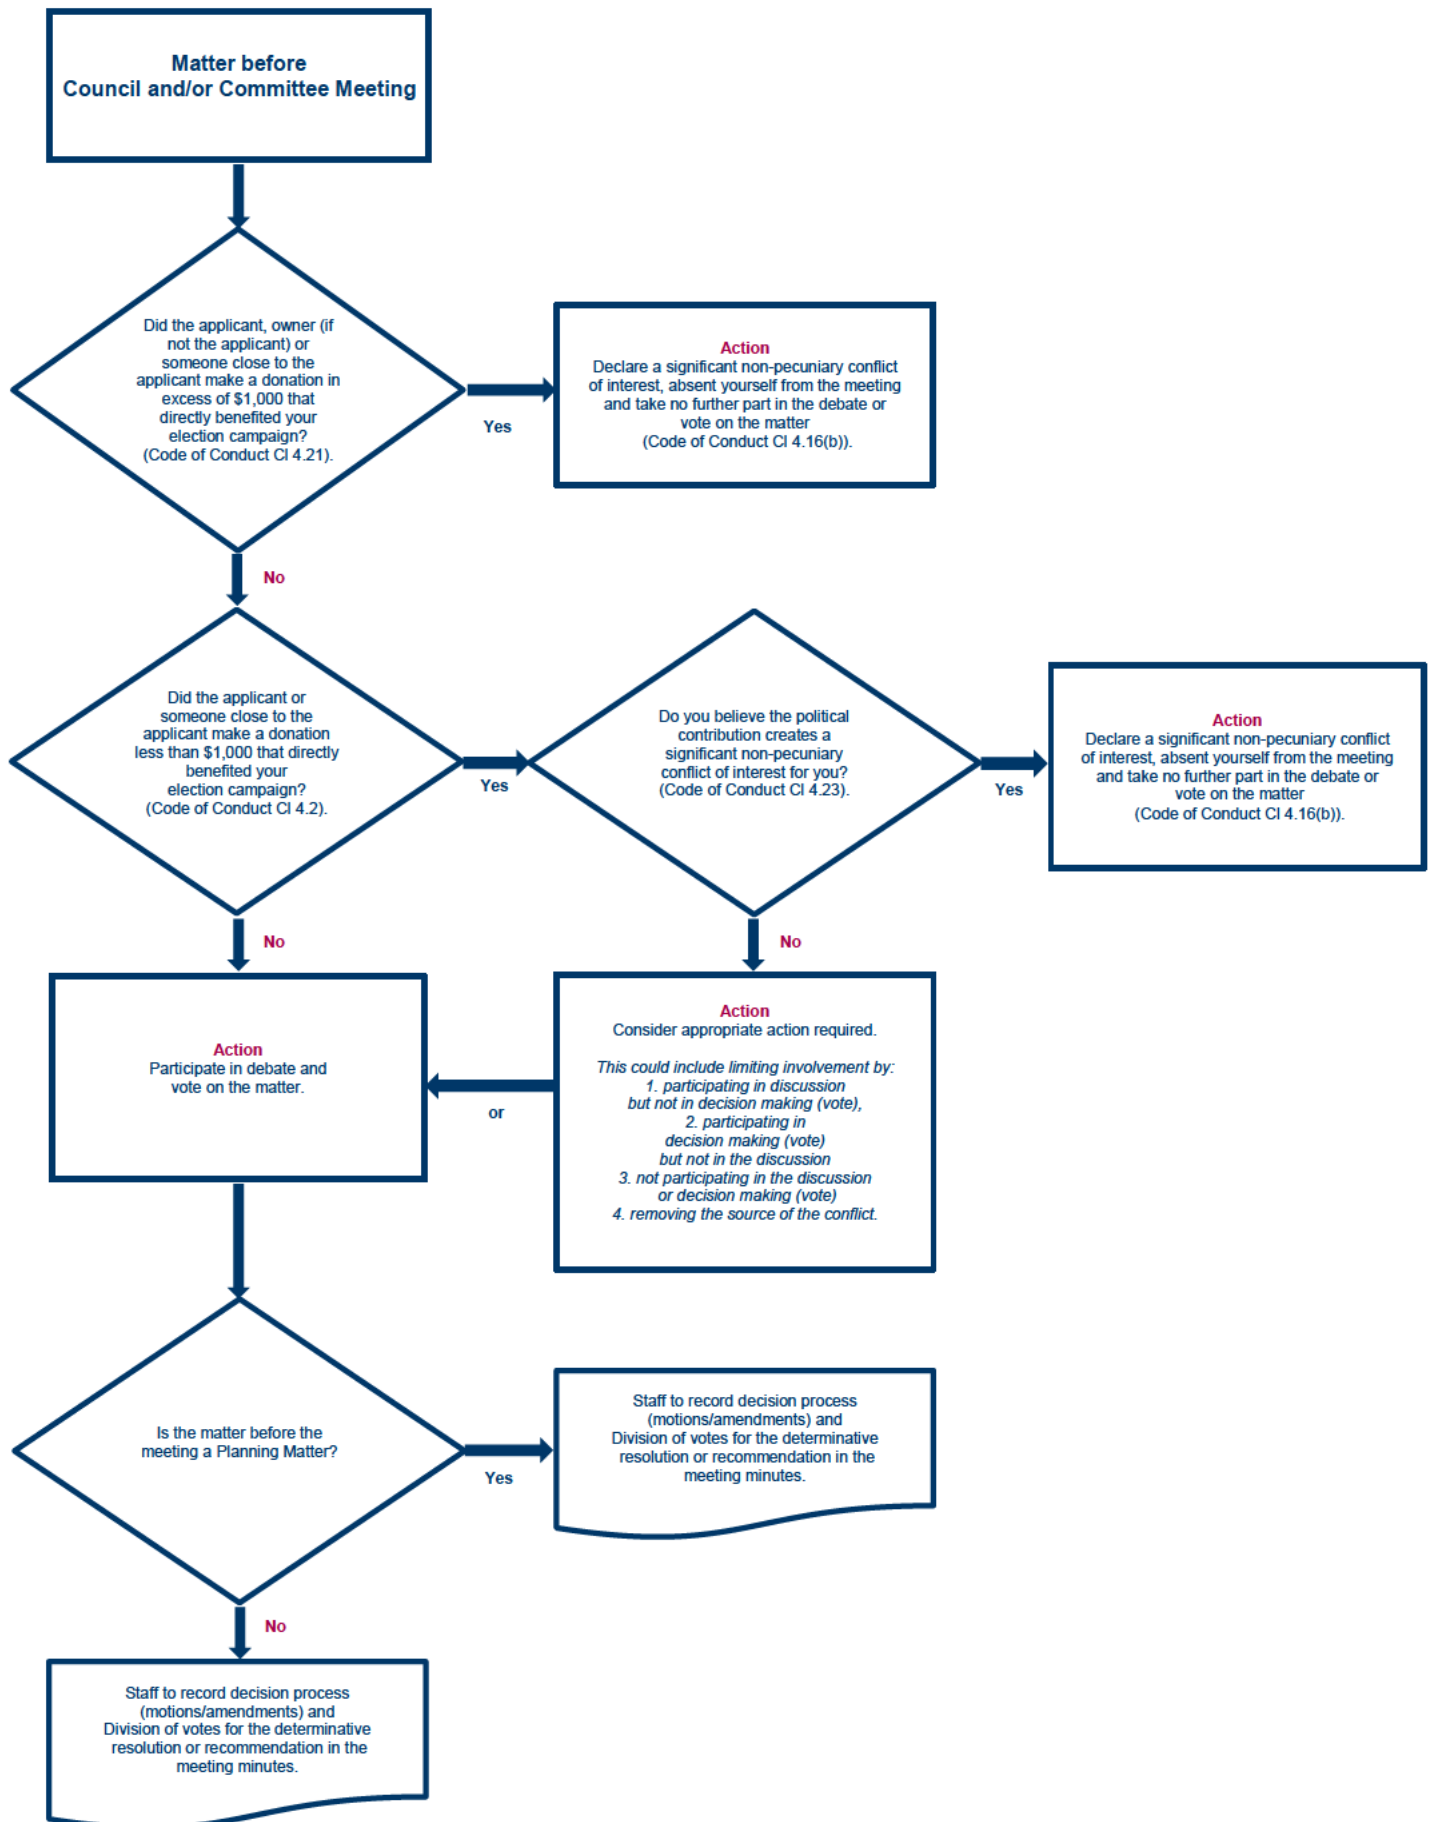 Matter before
Council and/or Committee Meeting
Did the applicant, owner (if
not the applicant) or
someone close to the
applicant make a donation in
excess of $1,000 that
directly benefited your
election campaign?
(Code of Conduct Cl 4.21).
Yes
Action
Declare a significant non-pecuniary conflict
of interest, absent yourself from the meeting
and take no further part in the debate or
vote on the matter
(Code of Conduct Cl 4.16(b)).
No
Did the applicant or
someone close to the
applicant make a donation
less than $1,000 that directly
benefited your
election campaign?
(Code of Conduct Cl 4.2).
Yes
Do you believe the political
contribution creates a
significant non-pecuniary
conflict of interest for you?
(Code of Conduct Cl 4.23).
Yes
Action
Declare a significant non-pecuniary conflict
of interest, absent yourself from the meeting
and take no further part in the debate or
vote on the matter
(Code of Conduct Cl 4.16(b)).
No
No
Action
Participate in debate and
vote on the matter.
or
Action
Consider appropriate action required.
This could include limiting involvement by:
1. participating in discussion
but not in decision making (vote),
2. participating in
decision making (vote)
but not in the discussion
3. not participating in the discussion
or decision making (vote)
4. removing the source of the conflict.
Is the matter before the
meeting a Planning Matter?
Yes
Staff to record decision process
(motions/amendments) and
Division of votes for the determinative
resolution or recommendation in the
meeting minutes.
No
Staff to record decision process
(motions/amendments) and
Division of votes for the determinative
resolution or recommendation in the
meeting minutes.